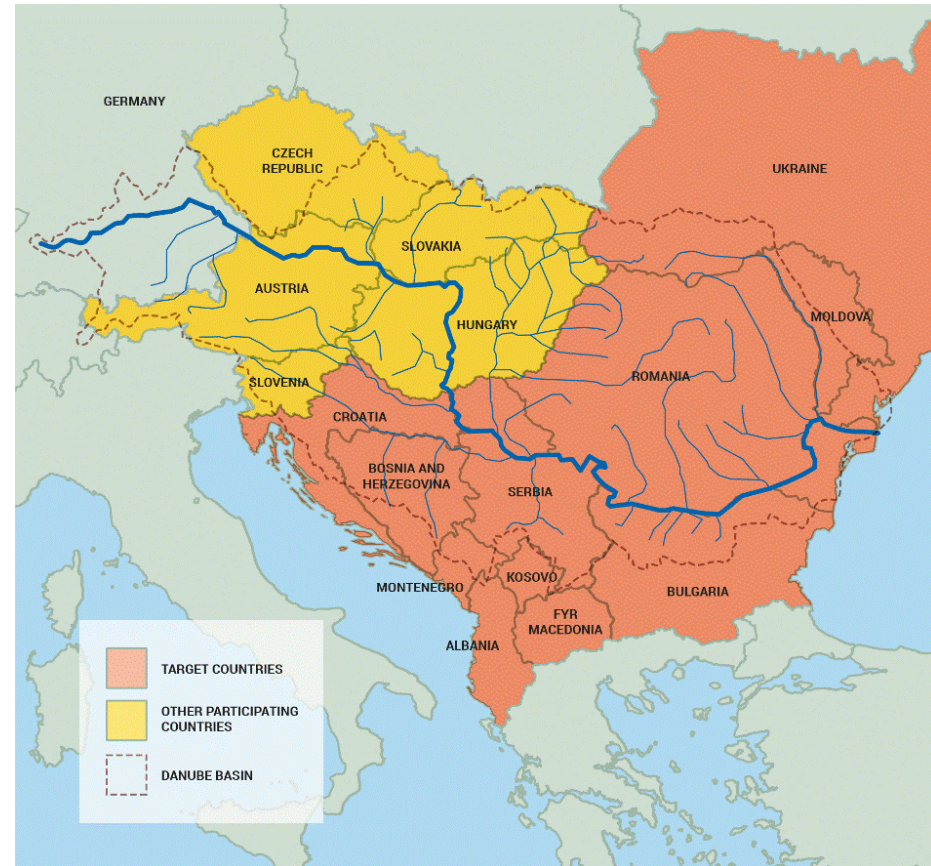 GERMANY
CZECH
REPUBLIC
UKRAINE
SLOVAKIA
AUSTRIA
HUNGARY
MOLDOVA
SLOVENIA
ROMANIA
CROATIA
BOSNIA AND
HERZEGOVINA
SERBIA
MONTENEGRO
KOSOVO
BULGARIA
FYR
MACEDONIA
ALBANIA
TARGET COUNTRIES
OTHER PARTICIPATING
COUNTRIES
DANUBE BASIN